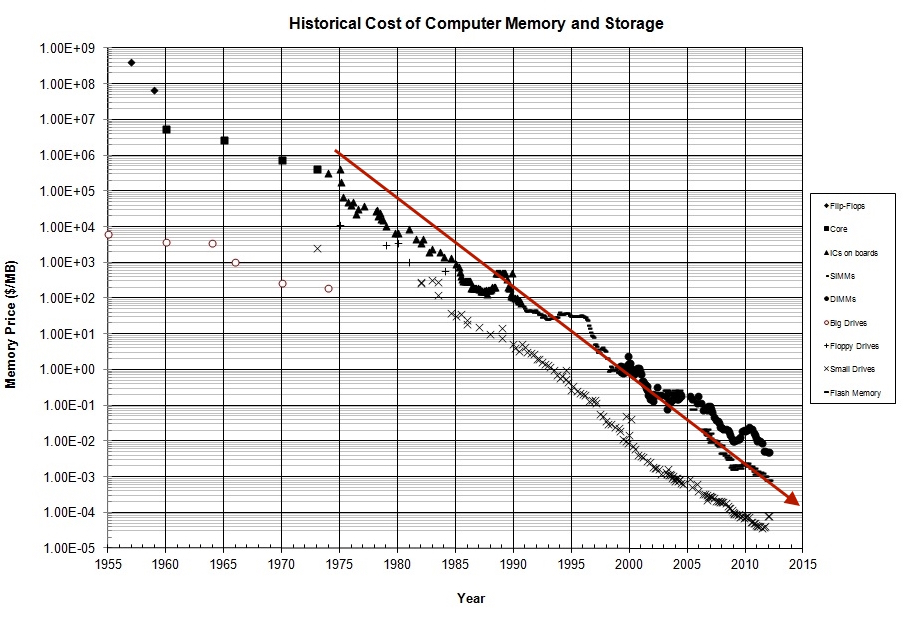 Historical Cost of Computer Memory and Storage
1.00E+09
1.00E+08
1.00E+07
1.00E+06
1.00E+05
1.00E+04
1.00E+03
1.00E+02
1.00E+01
1.00E+00
1.00E-01
1.00E-02
1.00E-03
1.00E-04
1.00E-05
Memory Price ($/MB)
1955 1960 1965 1970 1975 1980 1985 1990 1995 2000 2005 2010 2015
Year
Flip-Flops
Core
ICs on boards
SIMMs
DIMMs
Big Drives
Floppy Drives
Small Drives
Flash Memory